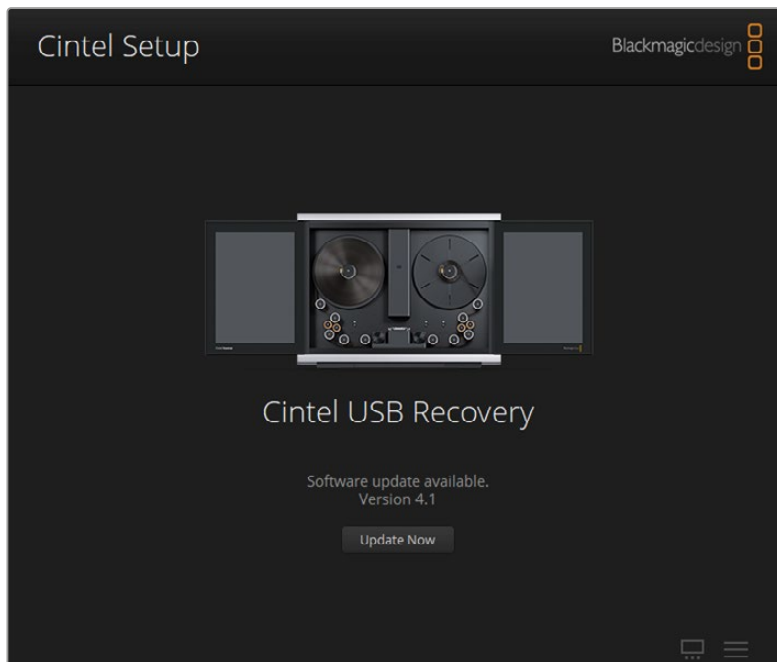 Cintel Setup
Blackmagicdesign
Cintel USB Recovery
Software update available.
Version 4.1
Update Now